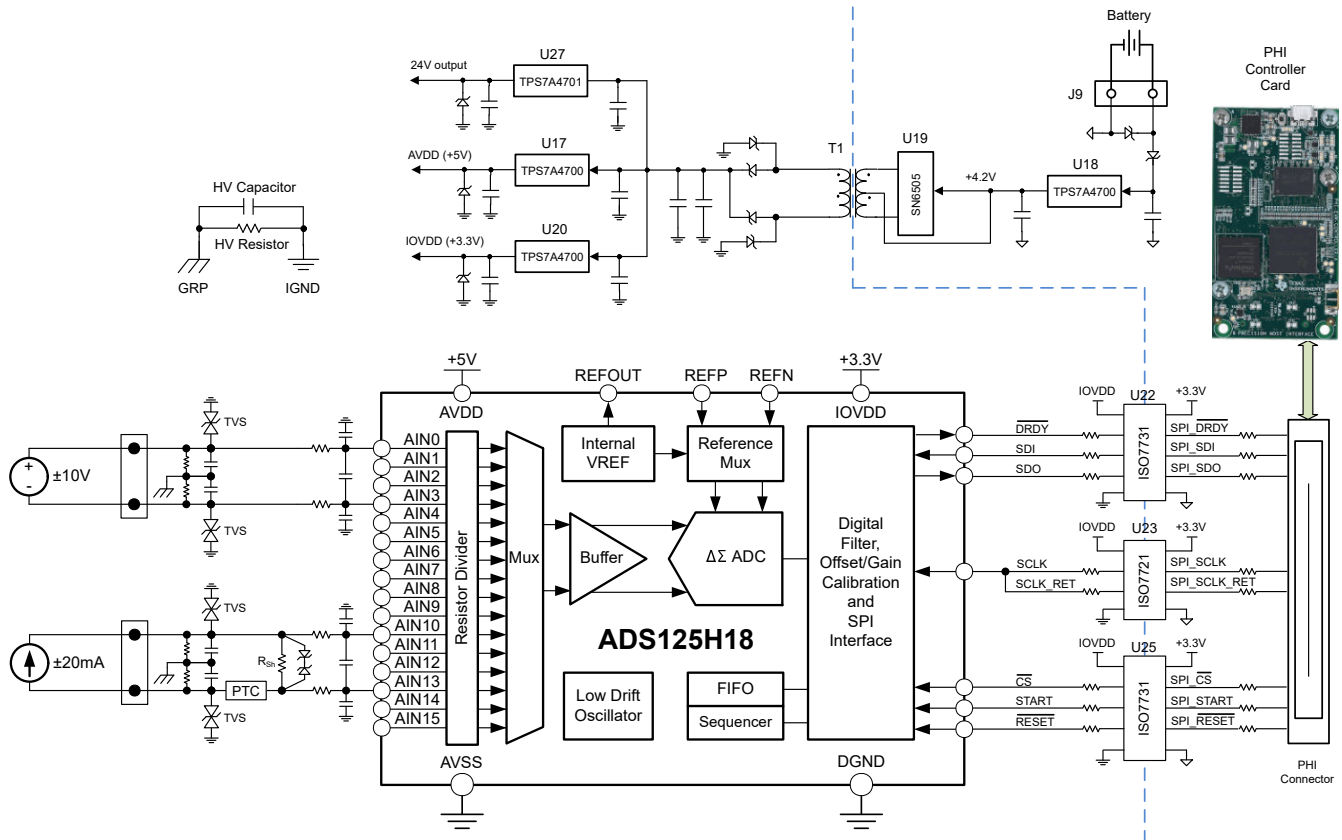 Battery
PHI
Controller
Card
J9
U27
24V output
TPS7A4701
U17
AVDD (+5V)
TPS7A4700
U20
IOVDD (+3.3V)
TPS7A4700
T1
U19
SN6505
+4.2V
U18
TPS7A4700
HV Capacitor
HV Resistor
GRP
IGND
+5V
AVDD
REFOUT
REFP
REFN
+3.3V
IOVDD
TVS
±10V
TVS
TVS
±20mA
RSh
PTC
TVS
AIN0
AIN1
AIN2
AIN3
AIN4
AIN5
AIN6
AIN7
AIN8
AIN9
AIN10
AIN11
AIN12
AIN13
AIN14
AIN15
Resistor Divider
Mux
Internal
VREF
Reference
Mux
Buffer
ΔΣ ADC
ADS125H18
Low Drift
Oscillator
FIFO
Sequencer
Digital
Filter,
Offset/Gain
Calibration
and
SPI
Interface
AVSS
DGND
IOVDD
U22
+3.3V
DRDY
SDI
SDO
ISO7731
SPI_DRDY
SPI_SDI
SPI_SDO
IOVDD
U23
+3.3V
SCLK
SCLK_RET
ISO7721
SPI_SCLK
SPI_SCLK_RET
IOVDD
U25
+3.3V
CS
START
RESET
ISO7731
SPI_CS
SPI_START
SPI_RESET
PHI
Connector